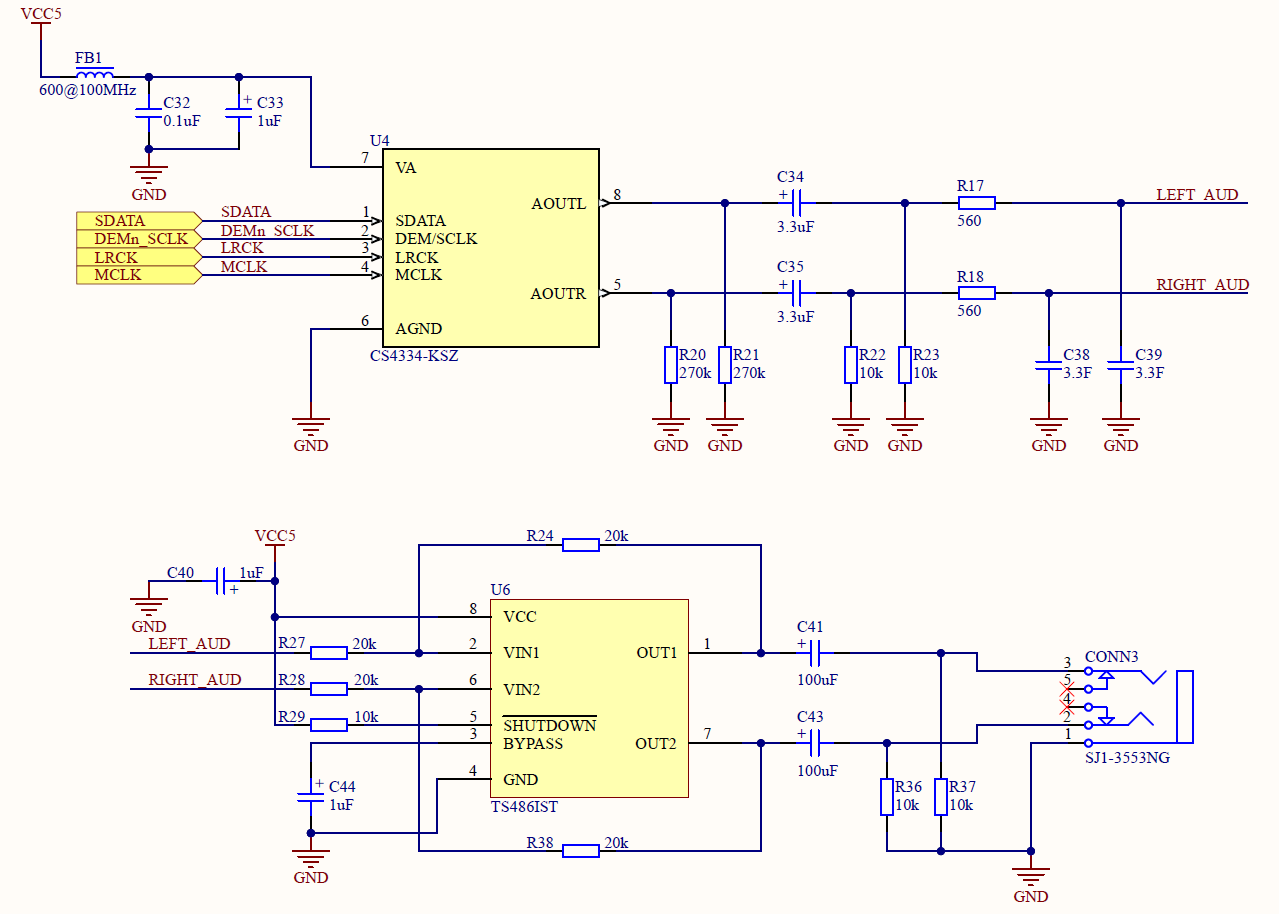 VCC5
FB1
600@100MHz
C32
0.1uF
+ C33
1uF
GND
U4
7 VA
SDATA SDATA 1 SDATA
DEMn_SCLK DEMn_SCLK 2 DEM/SCLK
LRCK LRCK 3 LRCK
MCLK MCLK 4 MCLK
6 AGND
AOUTL 8
AOUTR 5
CS4334-KSZ
GND
C34
+
3.3uF
R17
560
LEFT_AUD
C35
+
3.3uF
R18
560
RIGHT_AUD
R20
270k
R21
270k
R22
10k
R23
10k
C38
3.3F
C39
3.3F
GND GND GND GND GND GND
VCC5
C40 1uF
+
GND
R24 20k
U6
8 VCC
LEFT_AUD R27 20k 2 VIN1
RIGHT_AUD R28 20k 6 VIN2
R29 10k 5 SHUTDOWN
3 BYPASS
4 GND
OUT1 1
OUT2 7
TS486IST
+ C44
1uF
GND
R38 20k
C41
+
100uF
C43
+
100uF
R36
10k
R37
10k
3 CONN3
5
4
2
1
SJ1-3553NG
GND